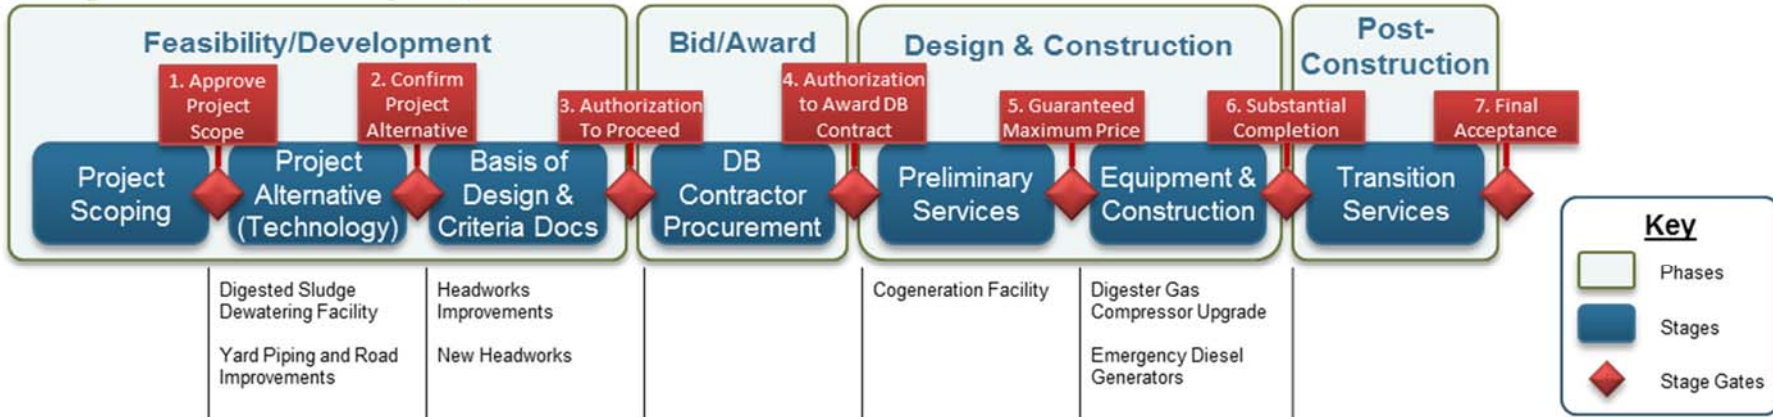 Feasibility/Development
Bid/Award
Design & Construction
Post-
Construction
1. Approve
Project
Scope
2. Confirm
Project
Alternative
3. Authorization
To Proceed
4. Authorization
to Award DB
Contract
5. Guaranteed
Maximum Price
6. Substantial
Completion
7. Final
Acceptance
Project
Scoping
Project
Alternative
(Technology)
Basis of
Design &
Criteria Docs
DB
Contractor
Procurement
Preliminary
Services
Equipment &
Construction
Transition
Services
Digested Sludge
Dewatering Facility
Yard Piping and Road
Improvements
Headworks
Improvements
New Headworks
Cogeneration Facility
Digester Gas
Compressor Upgrade
Emergency Diesel
Generators
Key
Phases
Stages
Stage Gates